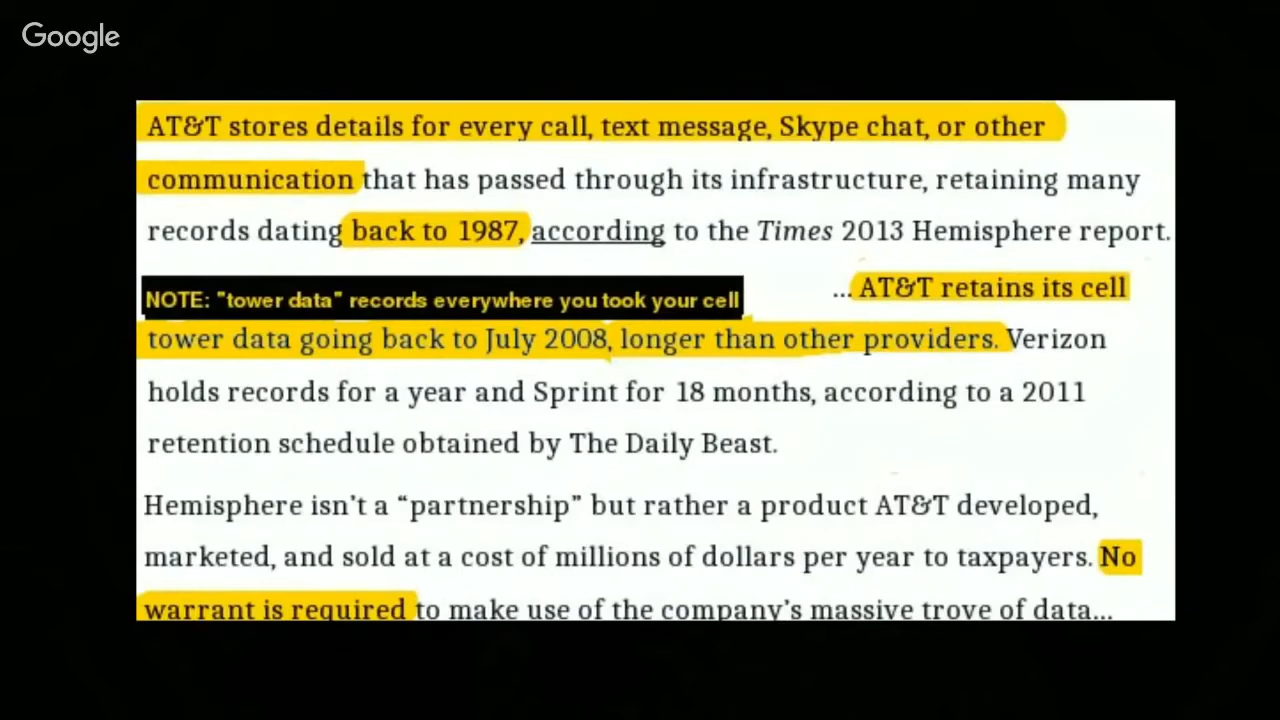 Google
AT&T stores details for every call, text message, Skype chat, or other
communication that has passed through its infrastructure, retaining many
records dating back to 1987, according to the Times 2013 Hemisphere report.
NOTE: "tower data" records everywhere you took your cell
... AT&T retains its cell
tower data going back to July 2008, longer than other providers. Verizon
holds records for a year and Sprint for 18 months, according to a 2011
retention schedule obtained by The Daily Beast.
Hemisphere isn’t a “partnership” but rather a product AT&T developed,
marketed, and sold at a cost of millions of dollars per year to taxpayers. No
warrant is required to make use of the company’s massive trove of data...